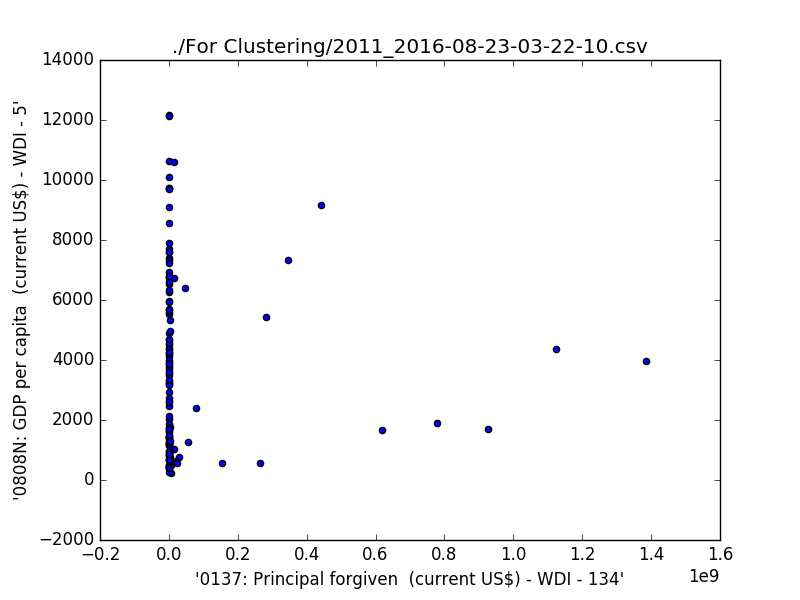 ./For Clustering/2011_2016-08-23-03-22-10.csv
14000
12000
10000
8000
6000
4000
2000
0
−2000
'0808N: GDP per capita  (current US$) - WDI - 5'
−0.2 0.0 0.2 0.4 0.6 0.8 1.0 1.2 1.4 1.6
1e9
'0137: Principal forgiven  (current US$) - WDI - 134'